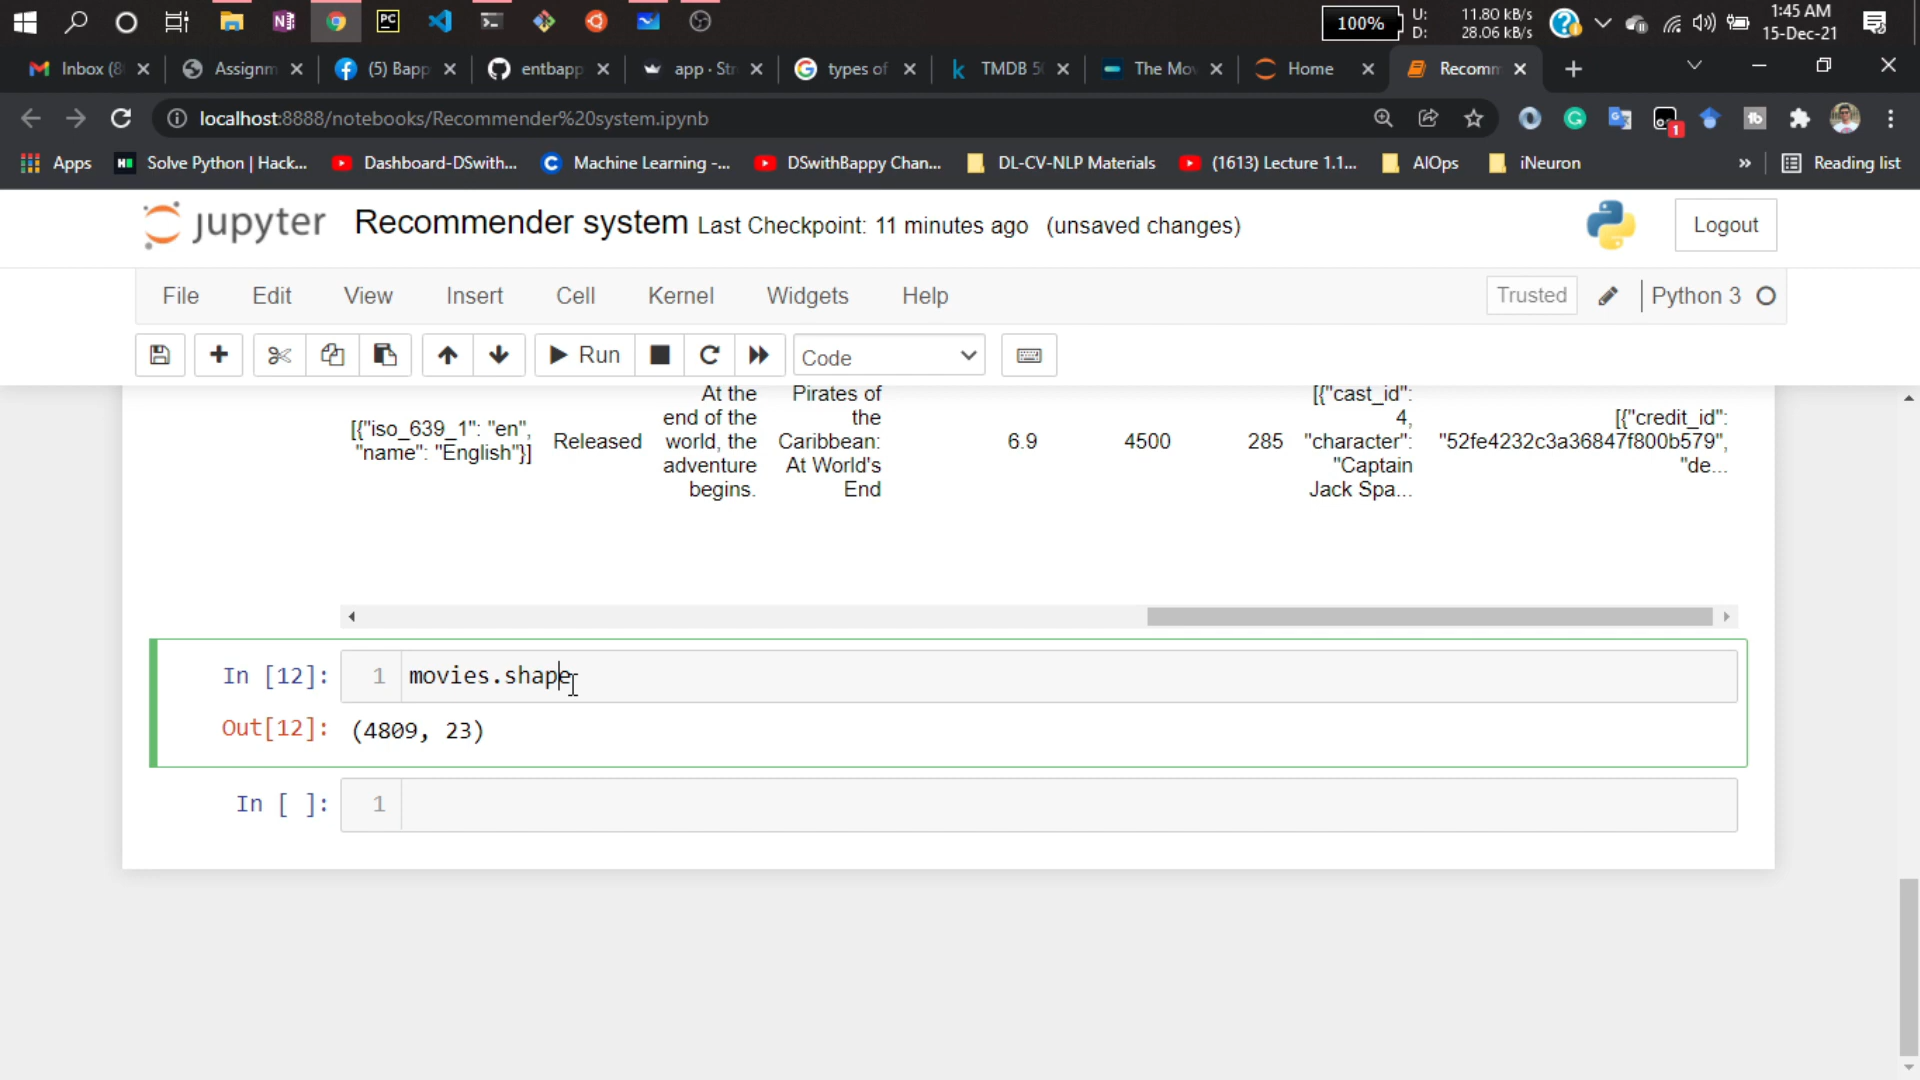 100% U: 11.80 kB/s 1:45 AM
D: 28.06 kB/s 15-Dec-21
Inbox (8 Assignm (5) Bapp entbapp app · Str types of TMDB 5 The Mov Home Recomm
localhost:8888/notebooks/Recommender%20system.ipynb
Apps Solve Python | Hack... Dashboard-DSwith... Machine Learning -... DSwithBappy Chan... DL-CV-NLP Materials (1613) Lecture 1.1... AIOps iNeuron » Reading list
jupyter Recommender system Last Checkpoint: 11 minutes ago (unsaved changes) Logout
File Edit View Insert Cell Kernel Widgets Help Trusted Python 3
Run Code
At the Pirates of [{"cast_id":
[{"iso_639_1": "en", end of the the 4, [{"credit_id":
"name": "English"}] Released world, the Caribbean: 6.9 4500 285 "character": "52fe4232c3a36847f800b579",
adventure At World's "Captain "de...
begins. End Jack Spa...
In [12]: 1 movies.shape
Out[12]: (4809, 23)
In [ ]: 1